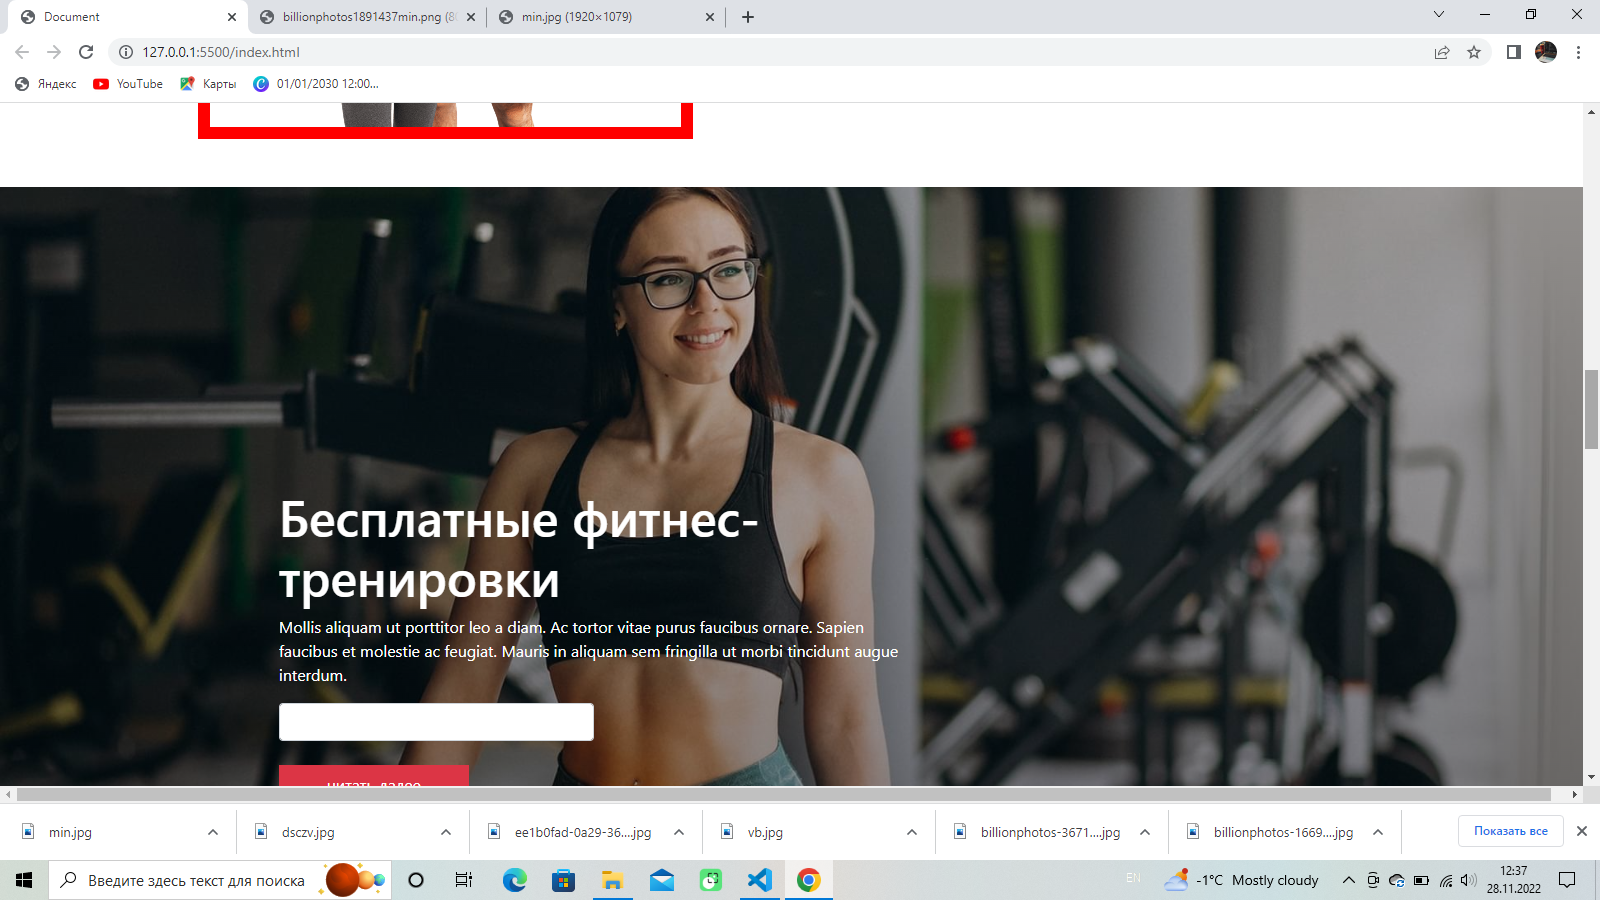 Document
billionphotos1891437min.png (8
min.jpg (1920×1079)
127.0.0.1:5500/index.html
Яндекс
YouTube
Карты
01/01/2030 12:00...
Бесплатные фитнес-
тренировки
Mollis aliquam ut porttitor leo a diam. Ac tortor vitae purus faucibus ornare. Sapien
faucibus et molestie ac feugiat. Mauris in aliquam sem fringilla ut morbi tincidunt augue
interdum.
читать далее
min.jpg
dsczv.jpg
ee1b0fad-0a29-36....jpg
vb.jpg
billionphotos-3671....jpg
billionphotos-1669....jpg
Показать все
Введите здесь текст для поиска
EN
-1°C Mostly cloudy
12:37
28.11.2022